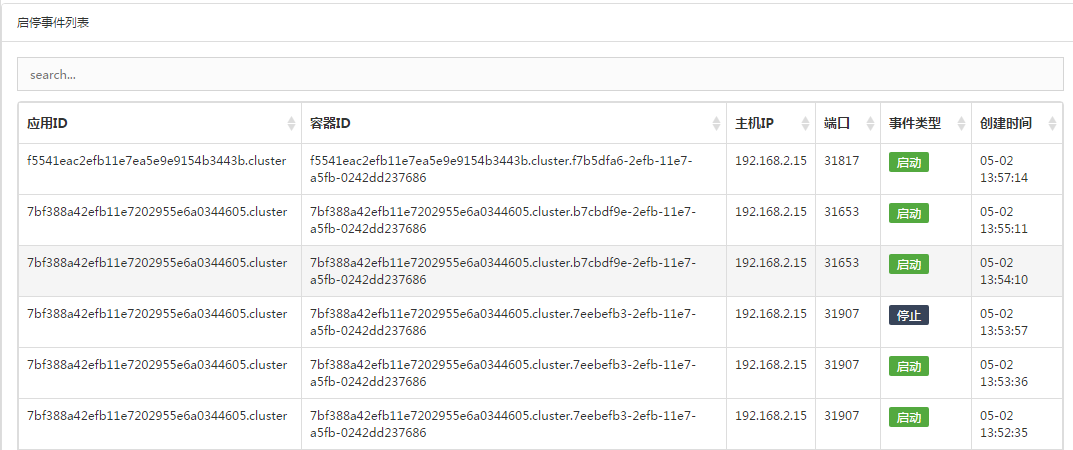 启停事件列表
search...
应用ID 容器ID 主机IP 端口 事件类型 创建时间
f5541eac2efb11e7ea5e9e9154b3443b.cluster f5541eac2efb11e7ea5e9e9154b3443b.cluster.f7b5dfa6-2efb-11e7- 192.168.2.15 31817 启动 05-02
a5fb-0242dd237686 13:57:14
7bf388a42efb11e7202955e6a0344605.cluster 7bf388a42efb11e7202955e6a0344605.cluster.b7cbdf9e-2efb-11e7- 192.168.2.15 31653 启动 05-02
a5fb-0242dd237686 13:55:11
7bf388a42efb11e7202955e6a0344605.cluster 7bf388a42efb11e7202955e6a0344605.cluster.b7cbdf9e-2efb-11e7- 192.168.2.15 31653 启动 05-02
a5fb-0242dd237686 13:54:10
7bf388a42efb11e7202955e6a0344605.cluster 7bf388a42efb11e7202955e6a0344605.cluster.7eebefb3-2efb-11e7- 192.168.2.15 31907 停止 05-02
a5fb-0242dd237686 13:53:57
7bf388a42efb11e7202955e6a0344605.cluster 7bf388a42efb11e7202955e6a0344605.cluster.7eebefb3-2efb-11e7- 192.168.2.15 31907 启动 05-02
a5fb-0242dd237686 13:53:36
7bf388a42efb11e7202955e6a0344605.cluster 7bf388a42efb11e7202955e6a0344605.cluster.7eebefb3-2efb-11e7- 192.168.2.15 31907 启动 05-02
a5fb-0242dd237686 13:52:35